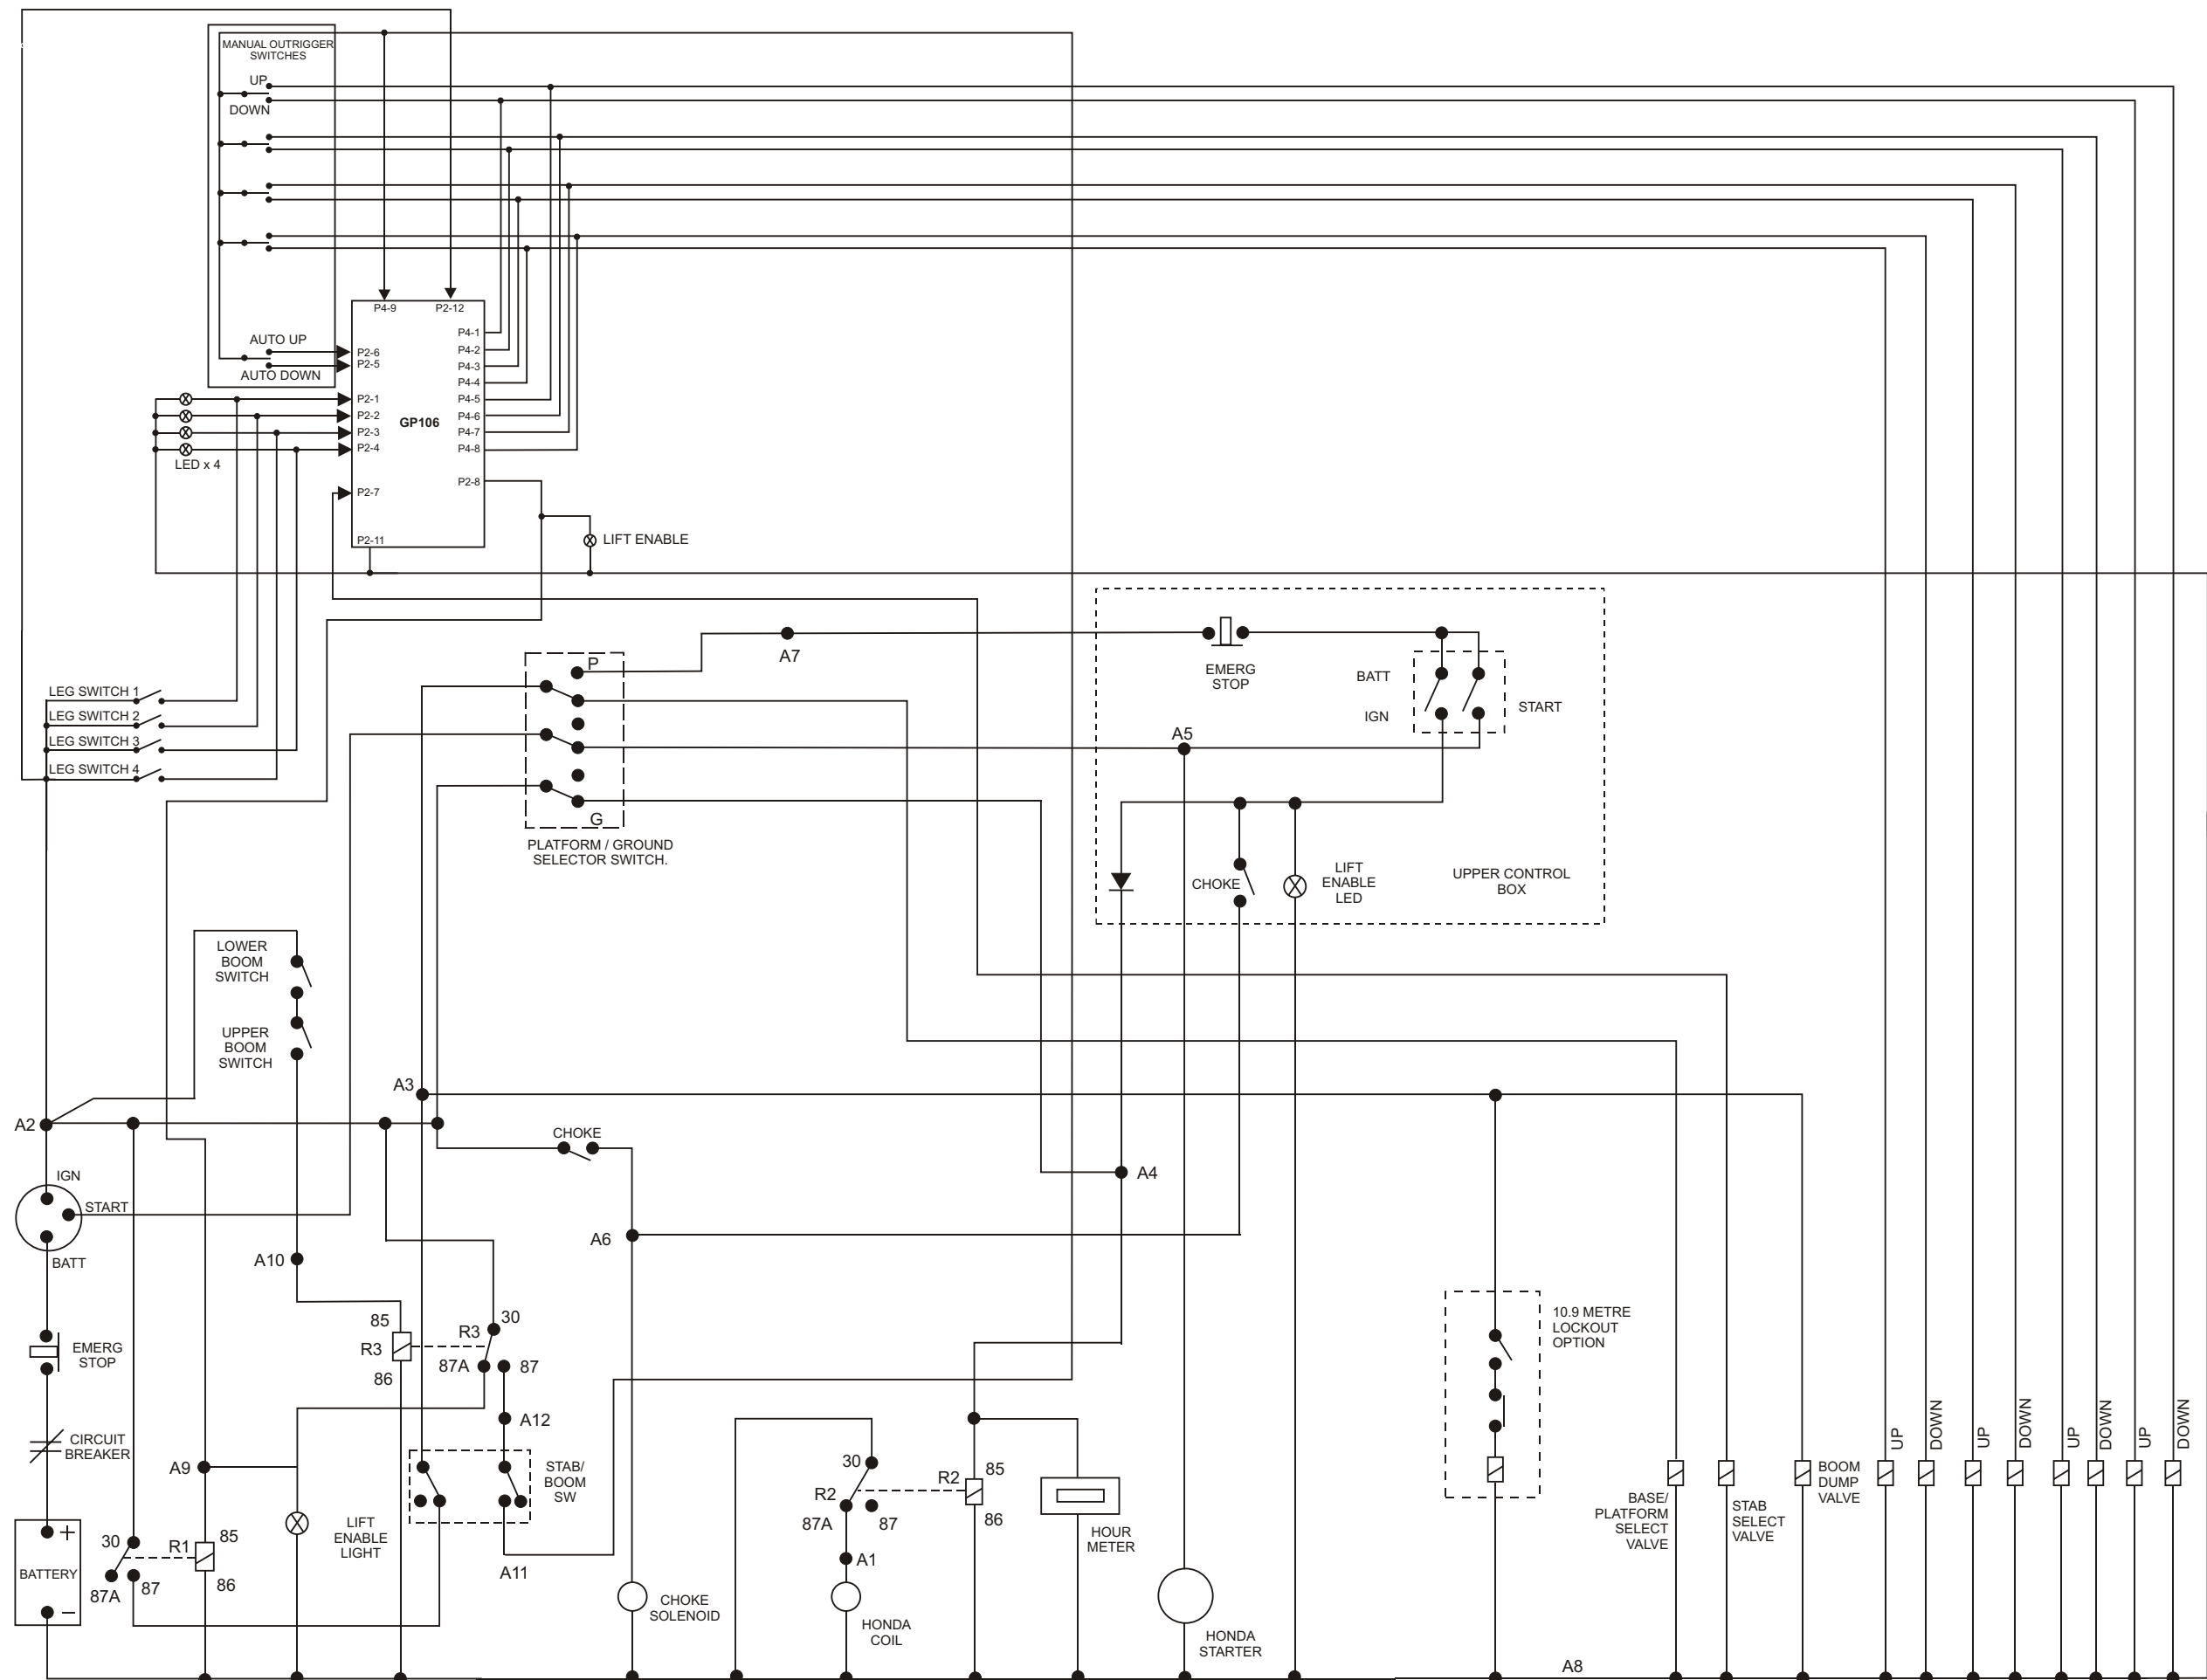 MANUAL OUTRIGGER
SWITCHES
UP
DOWN
P4-9
P2-12
P4-1
P4-2
P4-3
P4-4
P4-5
P4-6
P4-7
P4-8
P2-8
AUTO UP
AUTO DOWN
P2-6
P2-5
P2-1
P2-2
P2-3
P2-4
GP106
LED x 4
P2-7
P2-11
LIFT ENABLE
LEG SWITCH 1
LEG SWITCH 2
LEG SWITCH 3
LEG SWITCH 4
P
G
PLATFORM / GROUND
SELECTOR SWITCH.
A7
EMERG
STOP
BATT
IGN
START
A5
CHOKE
LIFT
ENABLE
LED
UPPER CONTROL
BOX
LOWER
BOOM
SWITCH
UPPER
BOOM
SWITCH
A3
A2
CHOKE
A4
IGN
START
BATT
A6
A10
EMERG
STOP
85
R3
86
R3
30
87A
87
10.9 METRE
LOCKOUT
OPTION
CIRCUIT
BREAKER
A9
A12
STAB/
BOOM
SW
A11
BATTERY
+
–
30
R1
87A
87
85
86
LIFT
ENABLE
LIGHT
CHOKE
SOLENOID
30
R2
87A
87
R2
85
86
A1
HONDA
COIL
HOUR
METER
HONDA
STARTER
BASE/
PLATFORM
SELECT
VALVE
STAB
SELECT
VALVE
BOOM
DUMP
VALVE
UP
DOWN
UP
DOWN
UP
DOWN
UP
DOWN
A8